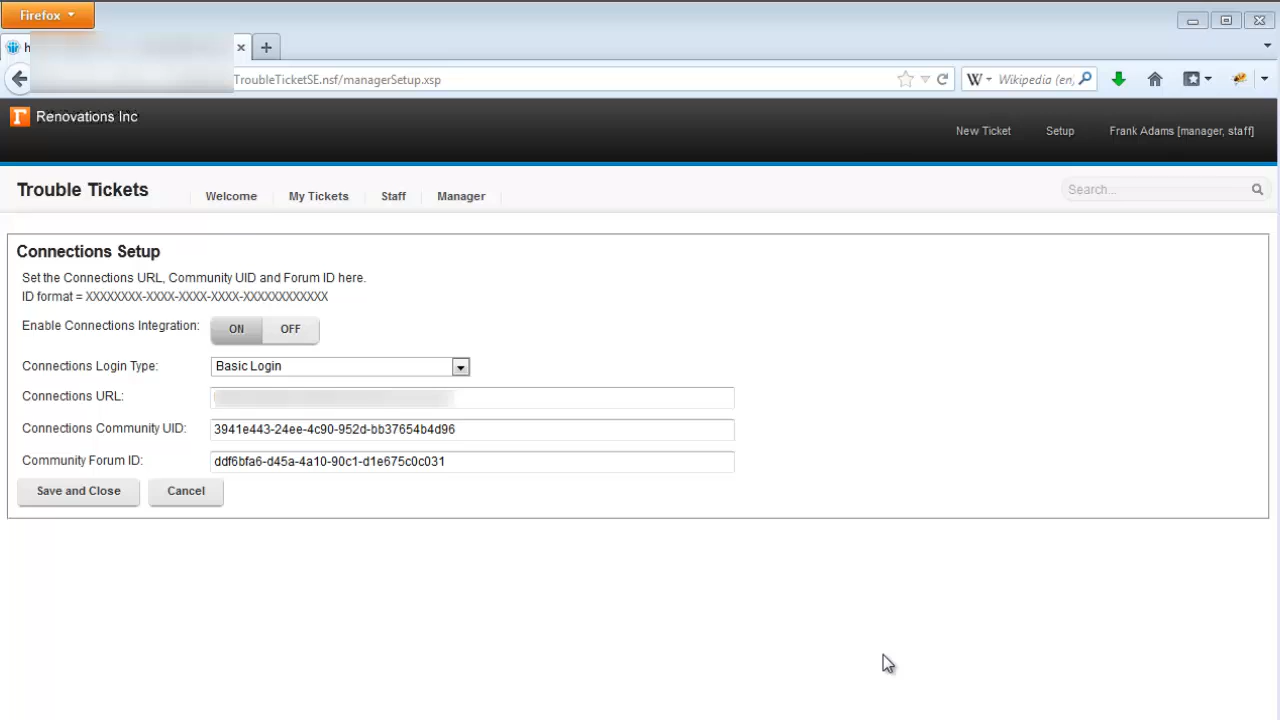 Firefox
h
TroubleTicketSE.nsf/managerSetup.xsp
W Wikipedia (en,
Renovations Inc
New Ticket Setup Frank Adams [manager, staff]
Trouble Tickets Welcome My Tickets Staff Manager Search...
Connections Setup
Set the Connections URL, Community UID and Forum ID here.
ID format = XXXXXXXX-XXXX-XXXX-XXXX-XXXXXXXXXXXX
Enable Connections Integration: ON OFF
Connections Login Type: Basic Login
Connections URL:
Connections Community UID: 3941e443-24ee-4c90-952d-bb37654b4d96
Community Forum ID: ddf6bfa6-d45a-4a10-90c1-d1e675c0c031
Save and Close Cancel